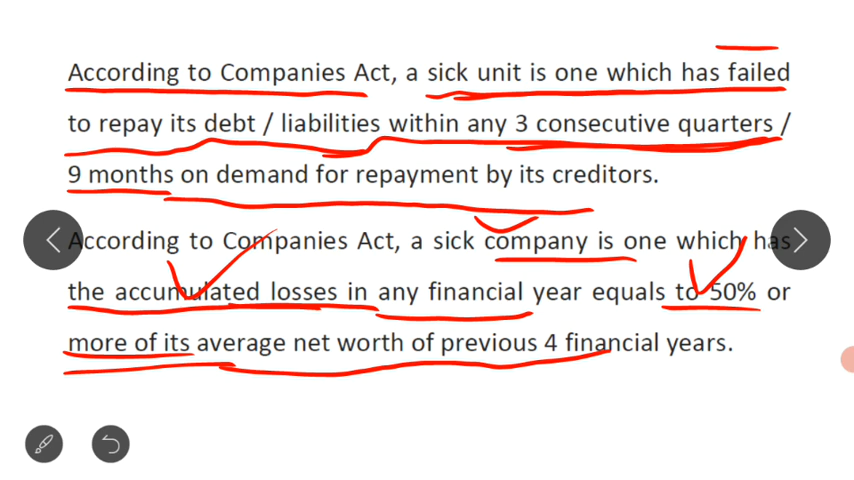 According to Companies Act, a sick unit is one which has failed
to repay its debt / liabilities within any 3 consecutive quarters /
9 months on demand for repayment by its creditors.
According to Companies Act, a sick company is one which has
the accumulated losses in any financial year equals to 50% or
more of its average net worth of previous 4 financial years.